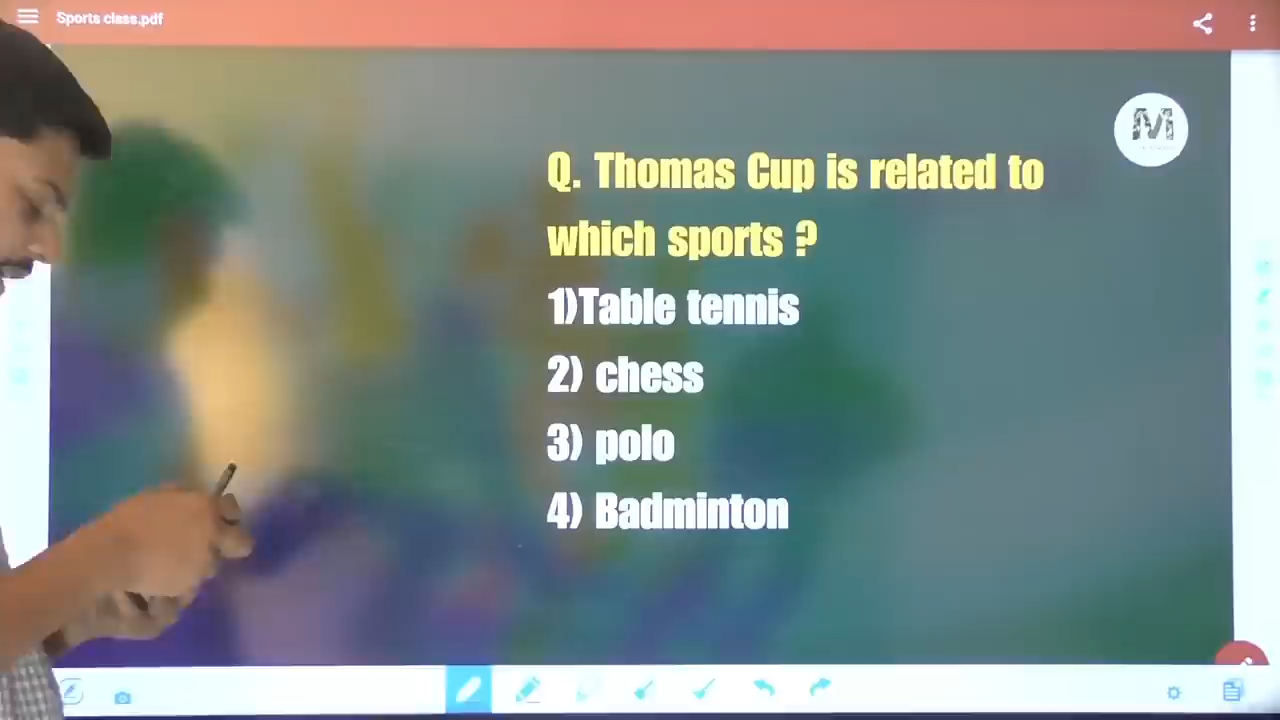 Sports class.pdf
M
Q. Thomas Cup is related to
which sports ?
1)Table tennis
2) chess
3) polo
4) Badminton